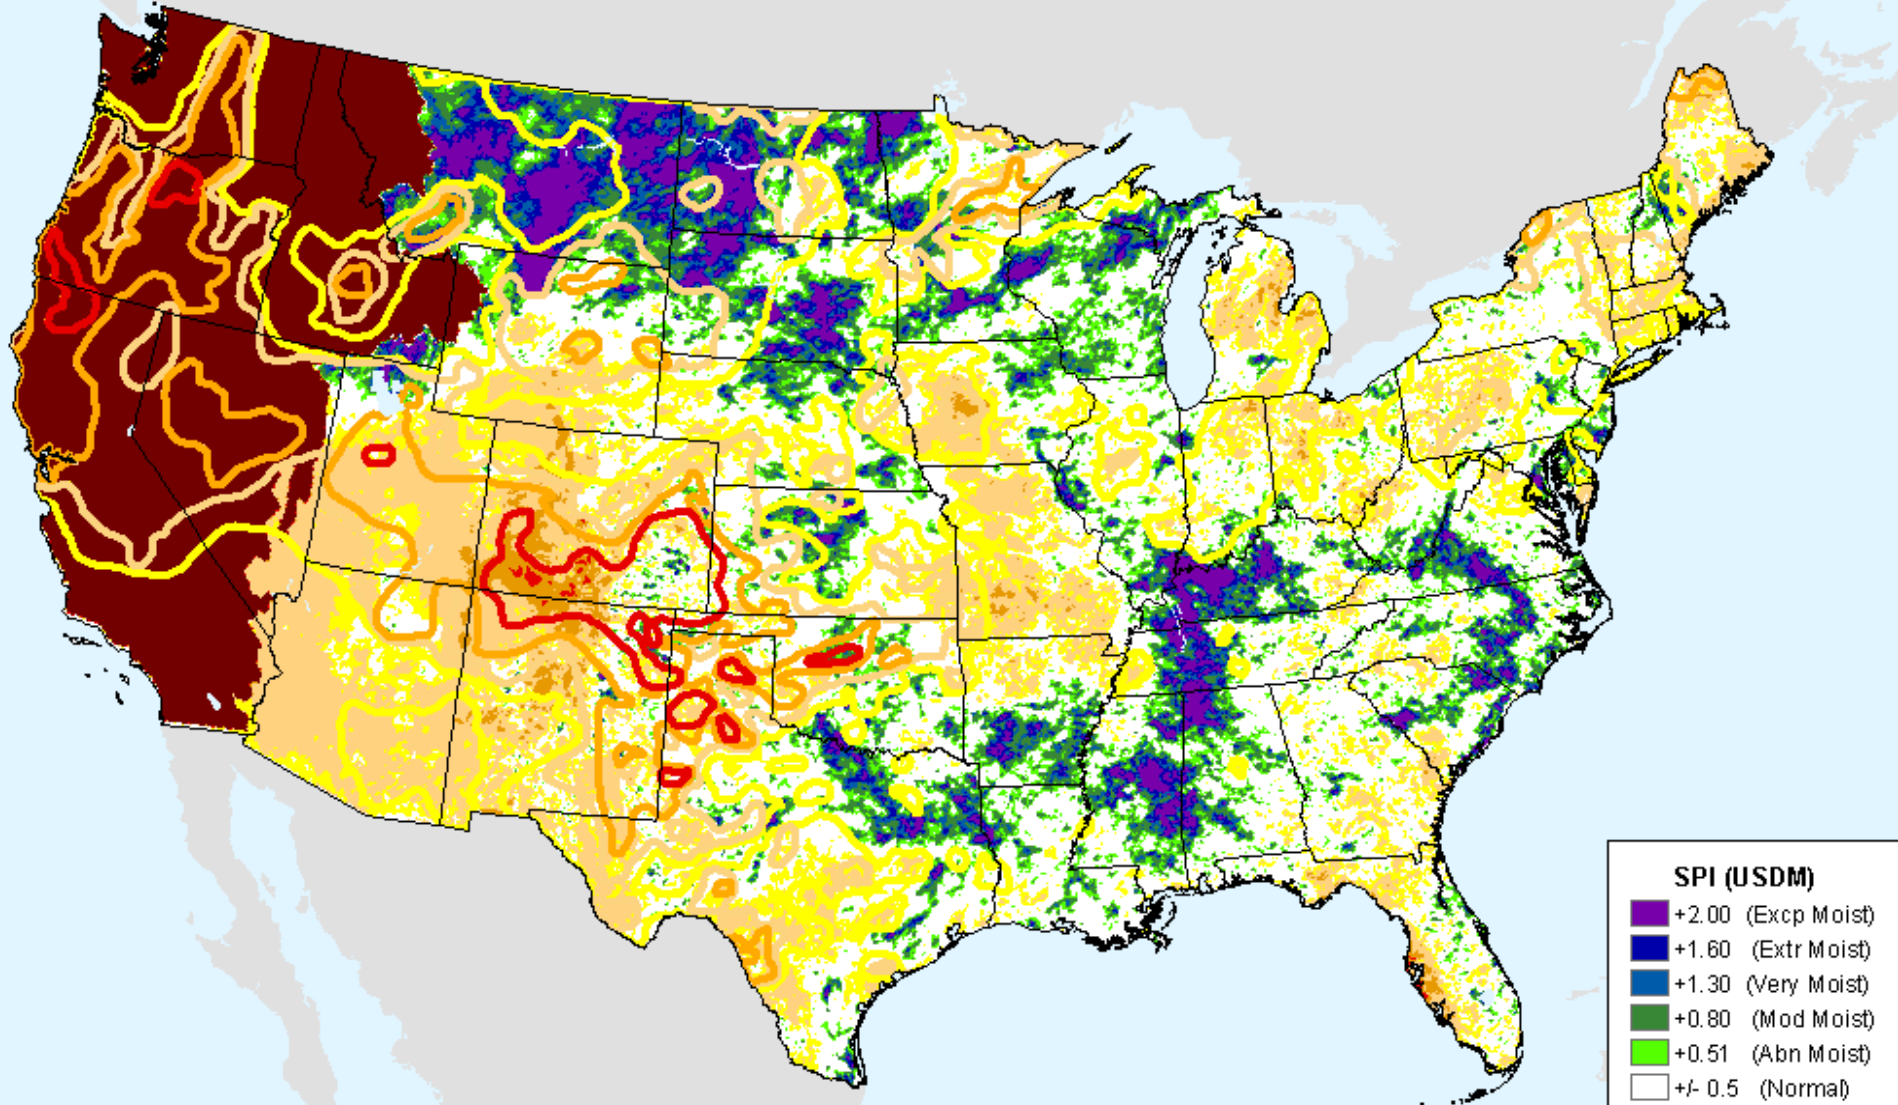 SPI (USDM)
+2.00 (Excp Moist)
+1.60 (Extr Moist)
+1.30 (Very Moist)
+0.80 (Mod Moist)
+0.51 (Abn Moist)
+/- 0.5 (Normal)